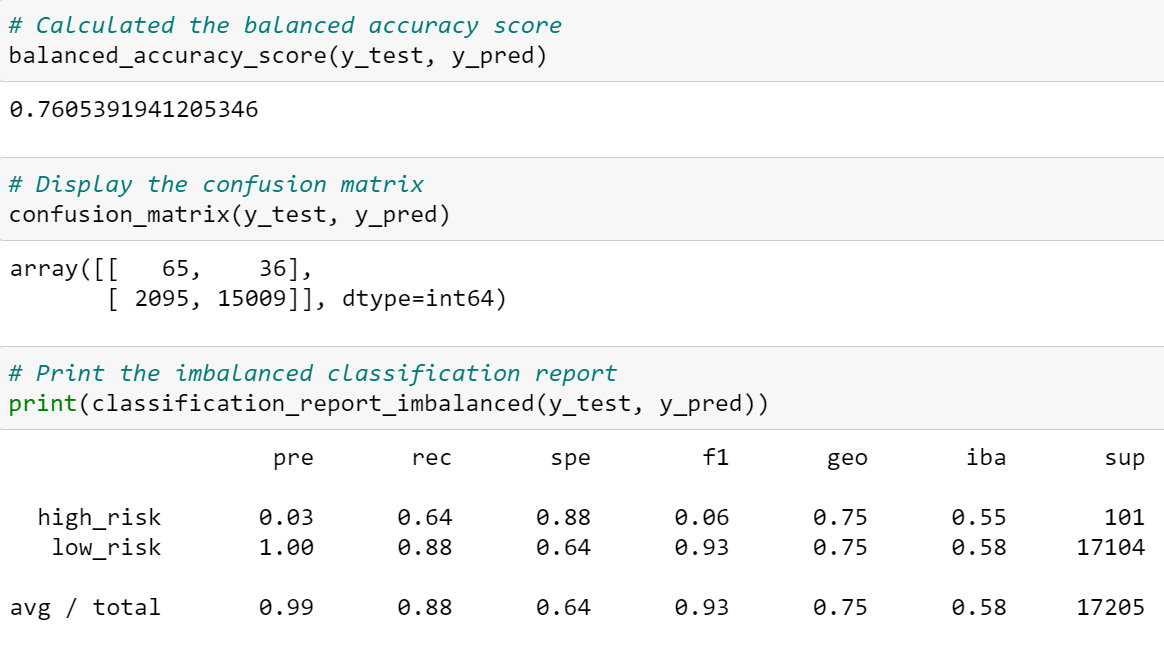 # Calculated the balanced accuracy score
balanced_accuracy_score(y_test, y_pred)
0.7605391941205346
# Display the confusion matrix
confusion_matrix(y_test, y_pred)
array([[   65,    36],
       [ 2095, 15009]], dtype=int64)
# Print the imbalanced classification report
print(classification_report_imbalanced(y_test, y_pred))
pre rec spe f1 geo iba sup
high_risk 0.03 0.64 0.88 0.06 0.75 0.55 101
low_risk 1.00 0.88 0.64 0.93 0.75 0.58 17104
avg / total 0.99 0.88 0.64 0.93 0.75 0.58 17205